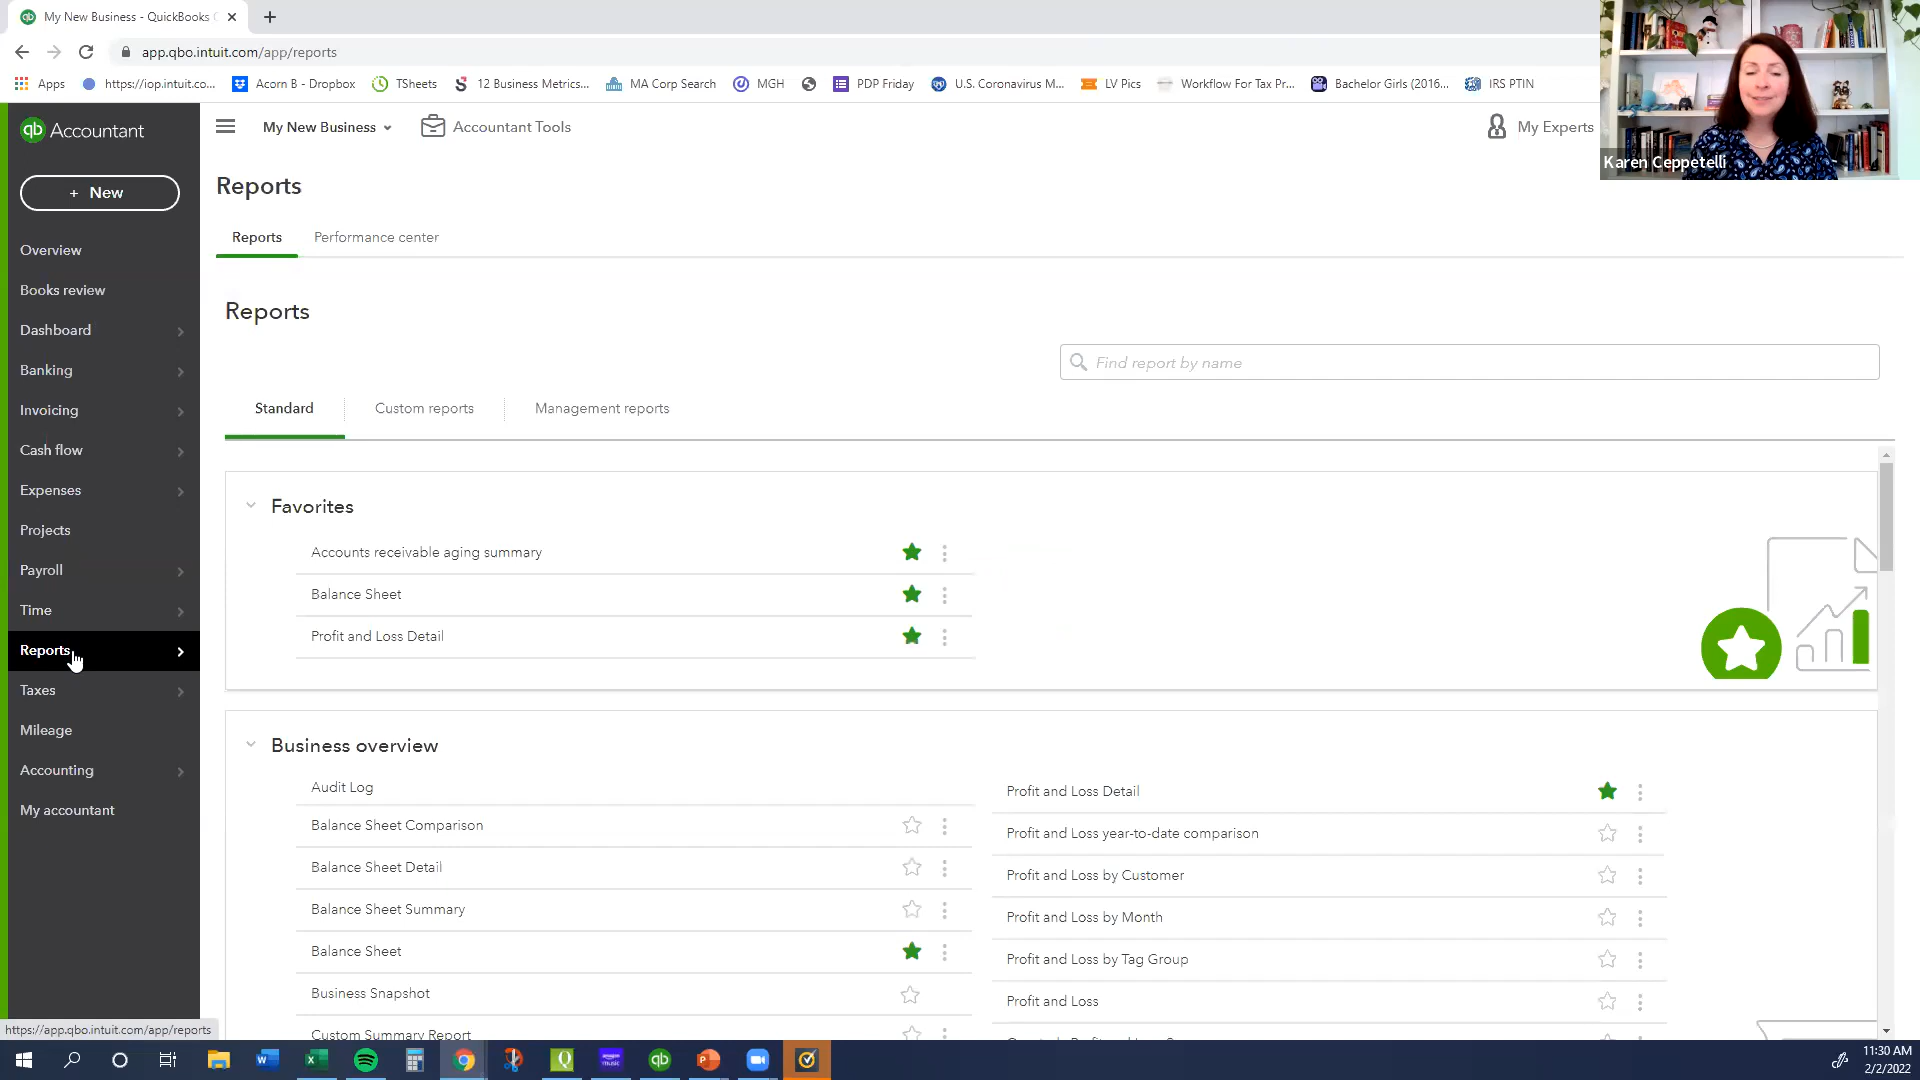 My New Business - QuickBooks
app.qbo.intuit.com/app/reports
Apps
https://iop.intuit.co...
Acorn B - Dropbox
TSheets
12 Business Metrics...
MA Corp Search
MGH
PDP Friday
U.S. Coronavirus M...
LV Pics
Workflow For Tax Pr...
Bachelor Girls (2016...
IRS PTIN
Karen Ceppetelli
qb Accountant
My New Business
Accountant Tools
My Experts
+ New
Overview
Books review
Dashboard
Banking
Invoicing
Cash flow
Expenses
Projects
Payroll
Time
Reports
Taxes
Mileage
Accounting
My accountant
https://app.qbo.intuit.com/app/reports
Reports
Reports
Performance center
Reports
Find report by name
Standard
Custom reports
Management reports
Favorites
Accounts receivable aging summary
Balance Sheet
Profit and Loss Detail
Business overview
Audit Log
Balance Sheet Comparison
Balance Sheet Detail
Balance Sheet Summary
Balance Sheet
Business Snapshot
Custom Summary Report
Profit and Loss Detail
Profit and Loss year-to-date comparison
Profit and Loss by Customer
Profit and Loss by Month
Profit and Loss by Tag Group
Profit and Loss
11:30 AM
2/2/2022